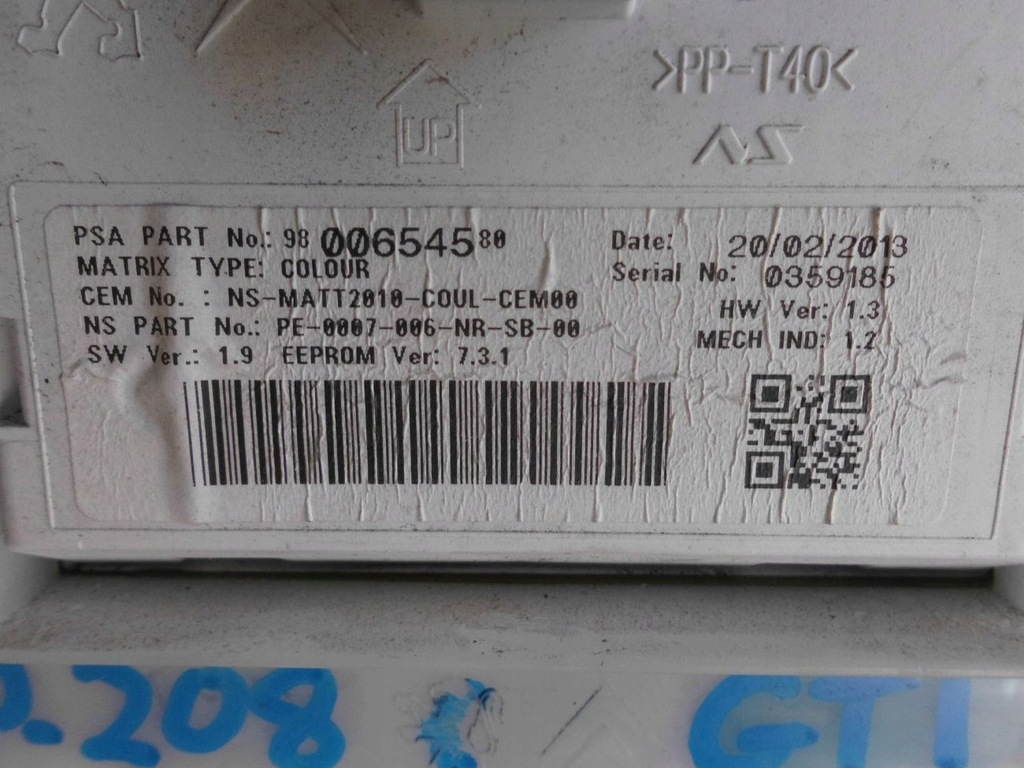 >PP-T40<
UP
NS
PSA PART No.: 98 006545 80
MATRIX TYPE: COLOUR
CEM No. : NS-MATT2010-COUL-CEM00
NS PART No.: PE-0007-006-NR-SB-00
SW Ver.: 1.9 EEPROM Ver: 7.3.1
Date: 20/02/2013
Serial No: 0359185
HW Ver: 1.3
MECH IND: 1.2
.208 GTI